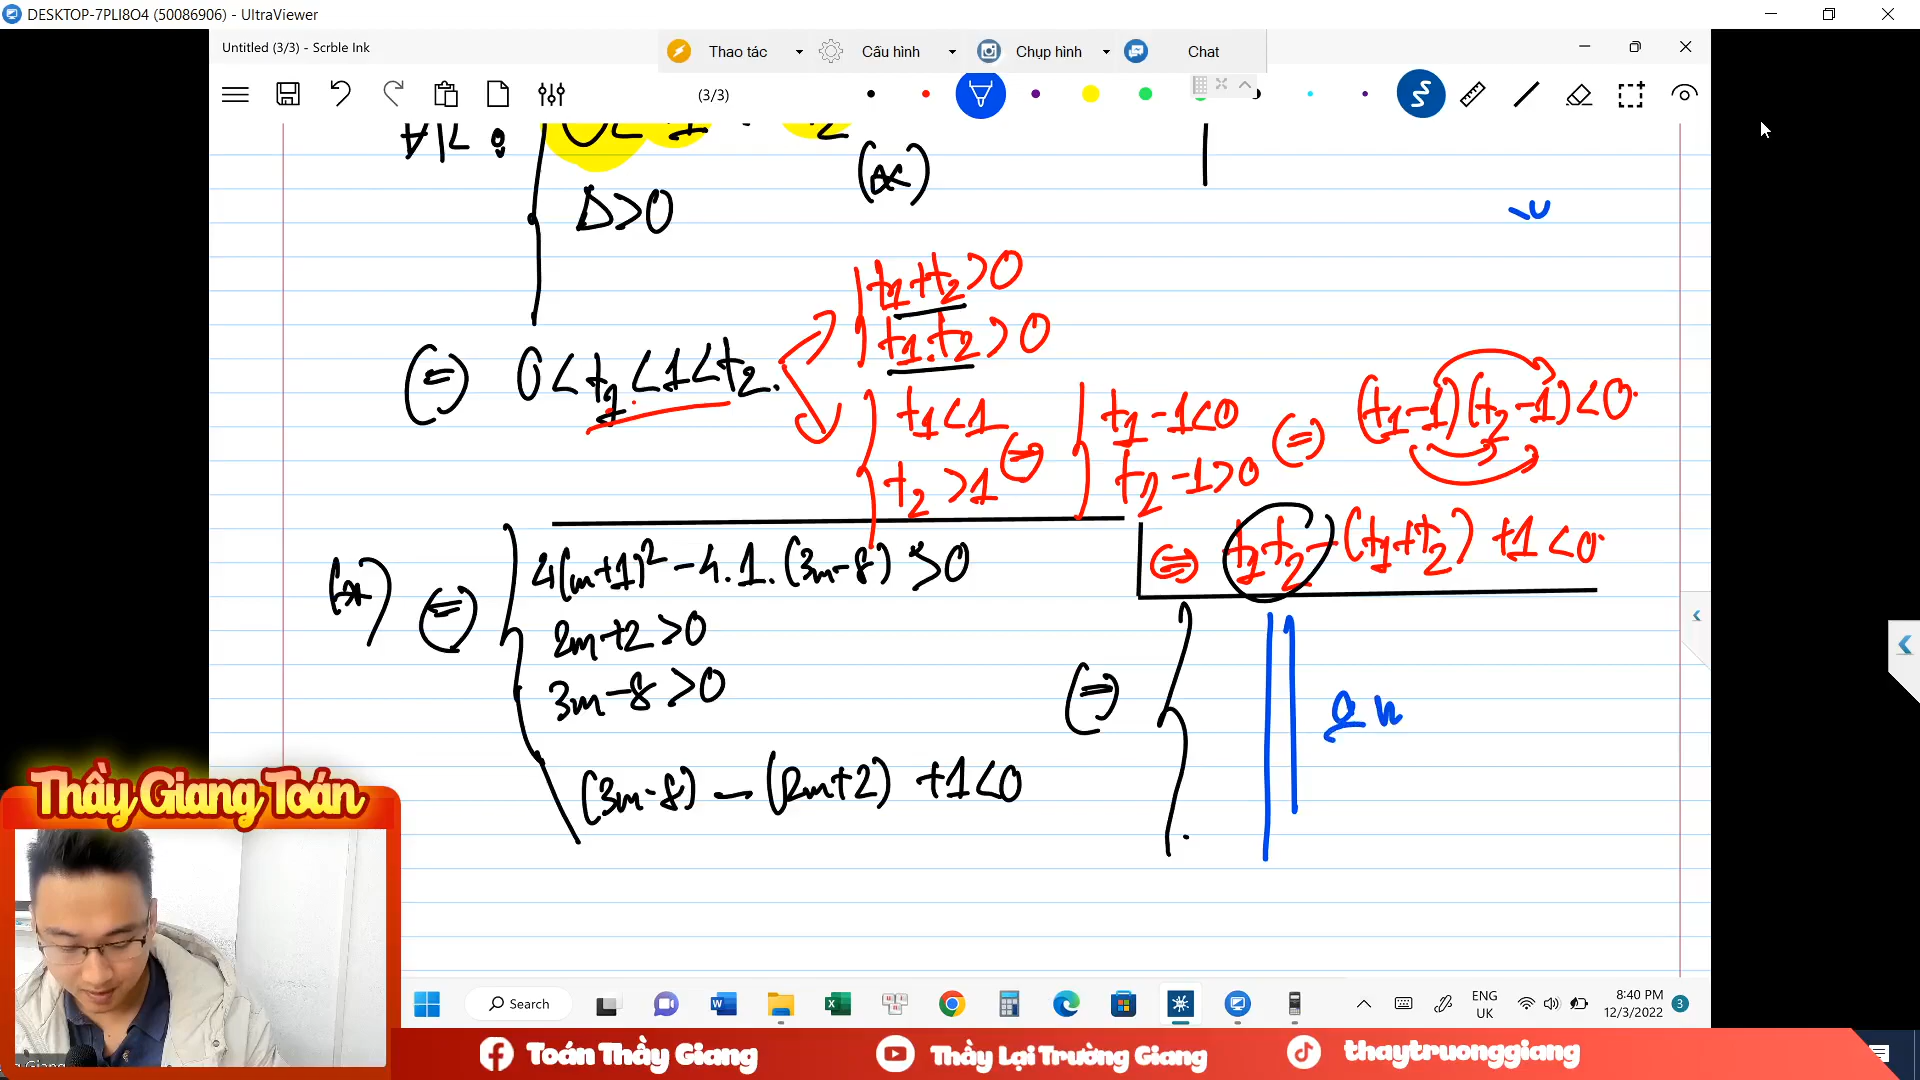 DESKTOP-7PLI8O4 (50086906) - UltraViewer
Untitled (3/3) - Scrble Ink
Thao tác
Cấu hình
Chụp hình
Chat
(3/3)
Δ>0
t₁+t₂>0
t₁.t₂>0
(=) 0<t₁<1<t₂.
t₁<1
t₂>1
(=)
t₁-1<0
t₂-1>0
(=) (t₁-1)(t₂-1)<0
(=) t₁t₂-(t₁+t₂)+1<0
(=) 4(m+1)²-4.1.(3m-8)>0
2m+2>0
3m-8>0
(3m-8)-(2m+2)+1<0
(=)
Thầy Giang Toán
Search
ENG
UK
8:40 PM
12/3/2022
3
Toán Thầy Giang
Thầy Lại Trường Giang
thaytruonggiang